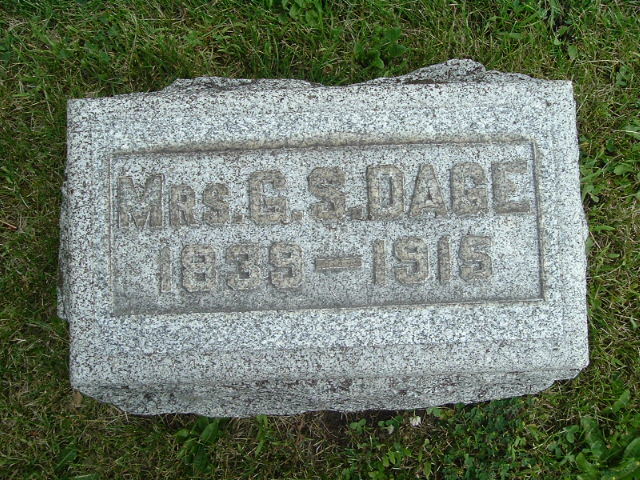 MRS. G. S. DAGE
1839 — 1915